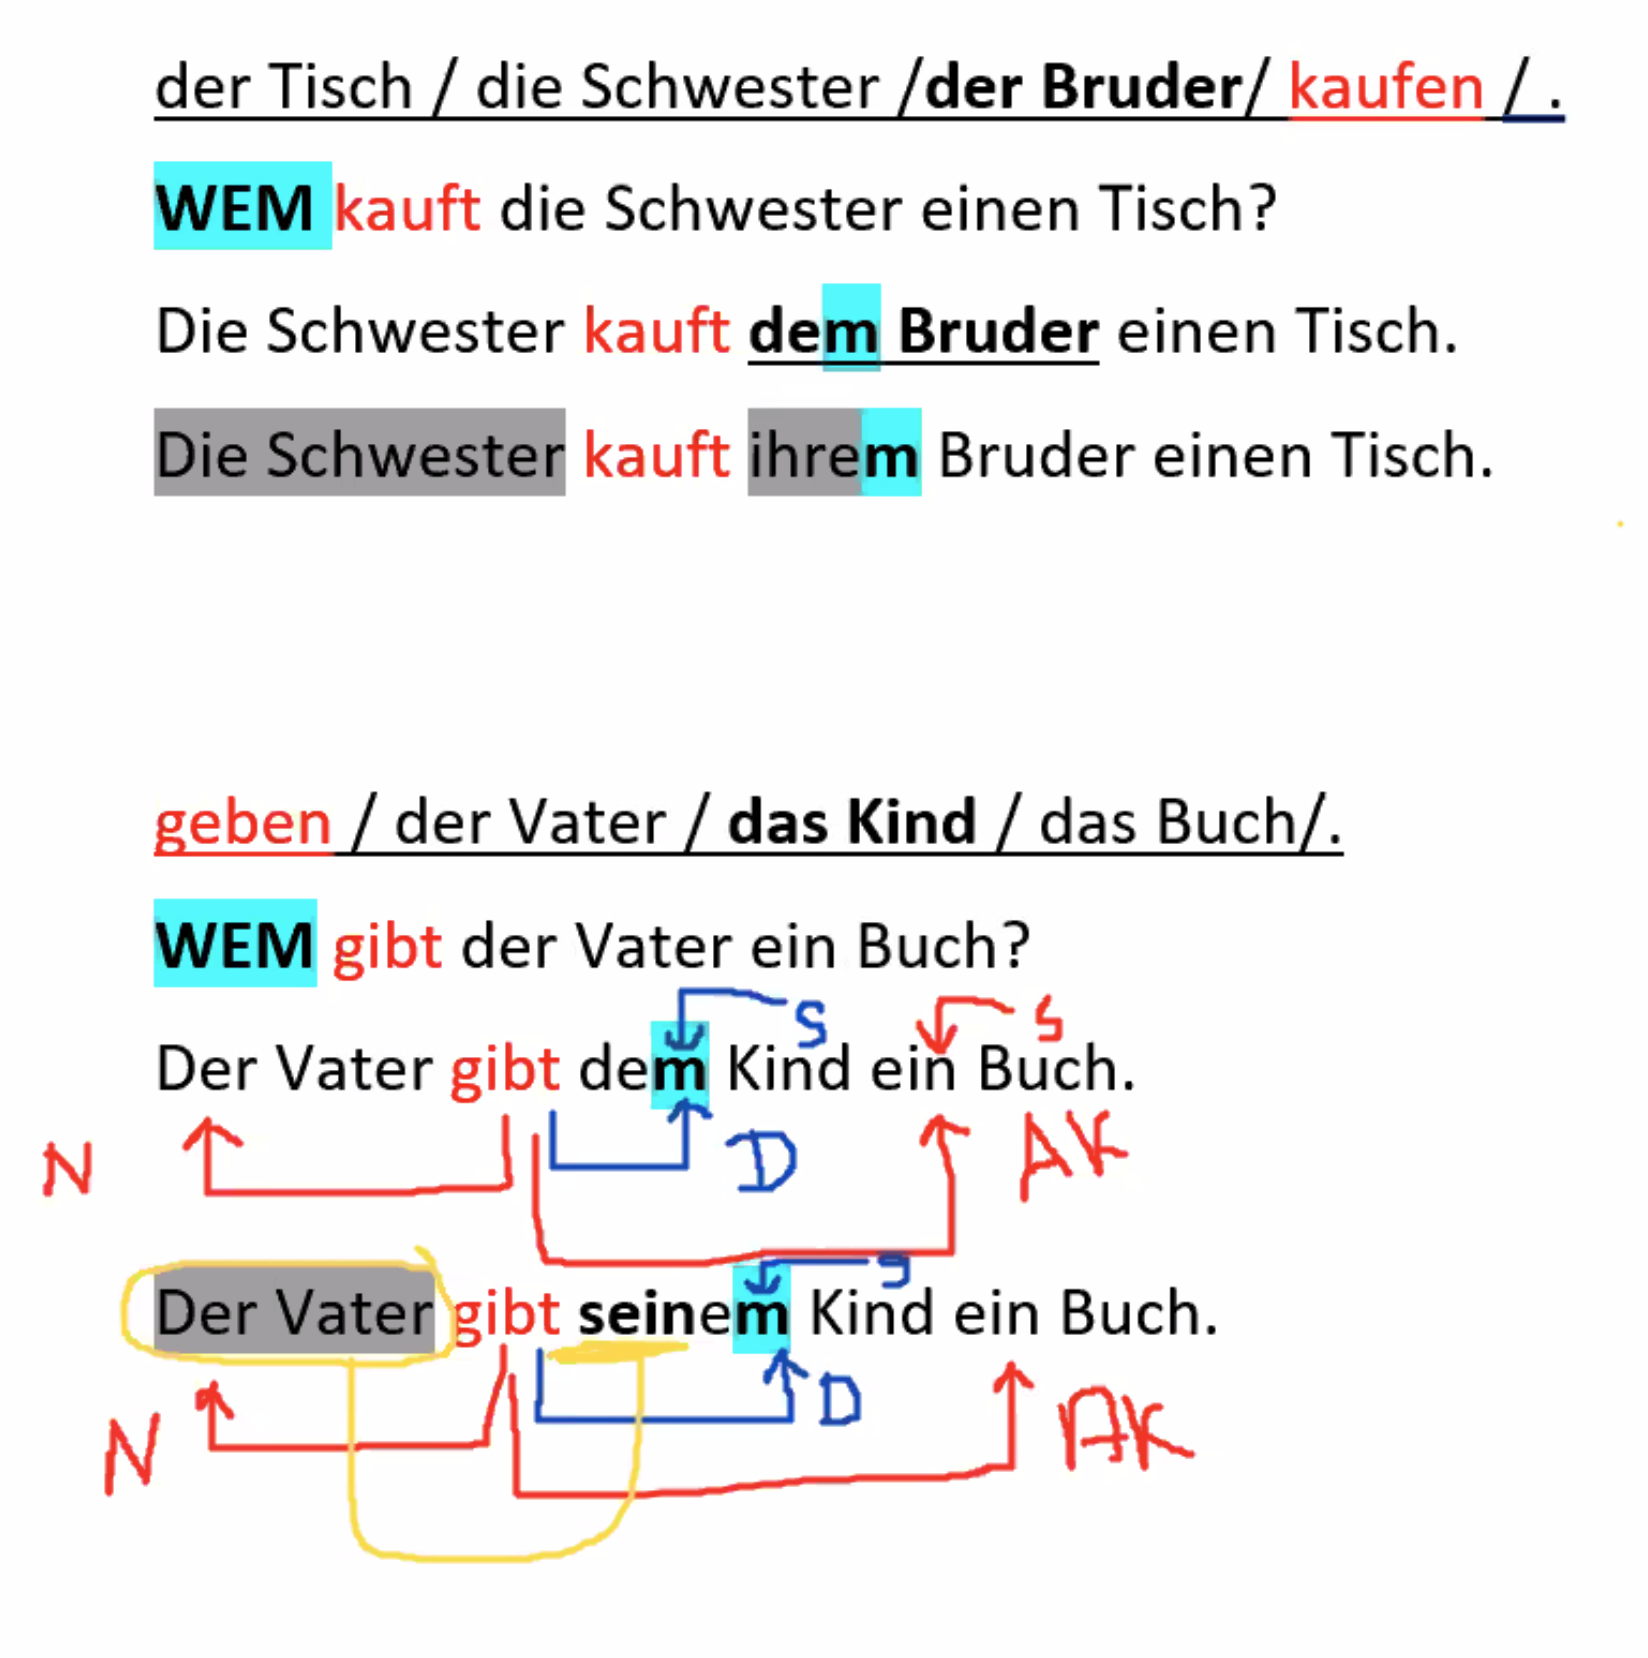 der Tisch / die Schwester /der Bruder/ kaufen / .
WEM kauft die Schwester einen Tisch?
Die Schwester kauft dem Bruder einen Tisch.
Die Schwester kauft ihrem Bruder einen Tisch.
geben / der Vater / das Kind / das Buch/.
WEM gibt der Vater ein Buch?
S S
Der Vater gibt dem Kind ein Buch.
N D AK
s
Der Vater gibt seinem Kind ein Buch.
N D AK